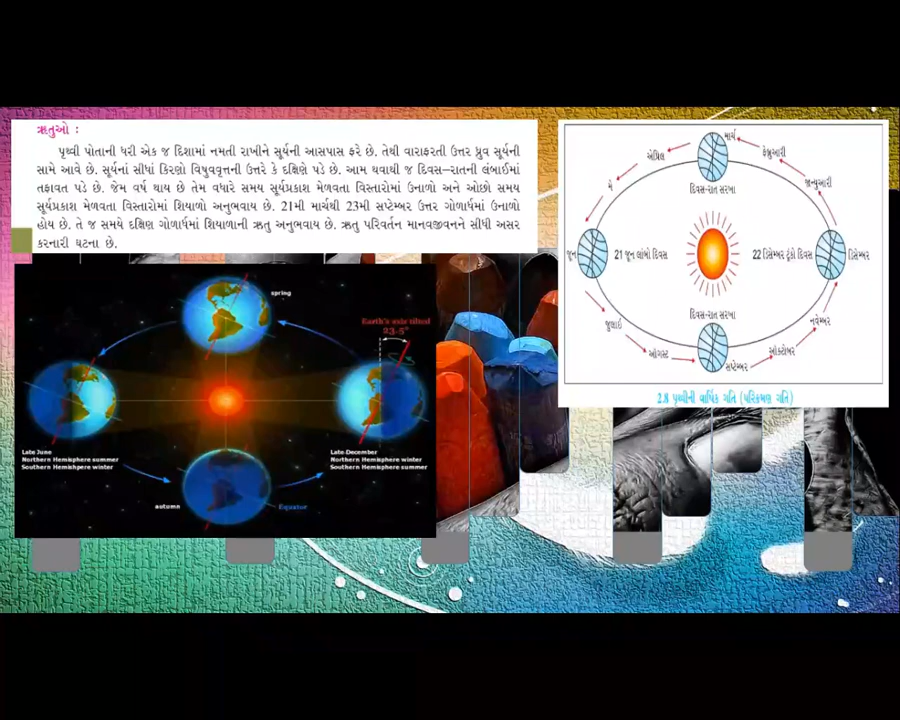 ઋતુઓ :
પૃથ્વી પોતાની ધરી એક જ દિશામાં નમતી રાખીને સૂર્યની આસપાસ ફરે છે. તેથી વારાફરતી ઉત્તર ધ્રુવ સૂર્યની
સામે આવે છે. સૂર્યનાં સીધાં કિરણો વિષુવવૃત્તની ઉત્તરે કે દક્ષિણે પડે છે. આમ થવાથી જ દિવસ-રાતની લંબાઈમાં
તફાવત પડે છે. જેમ વર્ષ થાય છે તેમ વધારે સમય સૂર્યપ્રકાશ મેળવતા વિસ્તારોમાં ઉનાળો અને ઓછો સમય
સૂર્યપ્રકાશ મેળવતા વિસ્તારોમાં શિયાળો અનુભવાય છે. 21મી માર્ચથી 23મી સપ્ટેમ્બર ઉત્તર ગોળાર્ધમાં ઉનાળો
હોય છે. તે જ સમયે દક્ષિણ ગોળાર્ધમાં શિયાળાની ઋતુ અનુભવાય છે. ઋતુ પરિવર્તન માનવજીવનને સીધી અસર
કરનારી ઘટના છે.
માર્ચ
એપ્રિલ
ફેબ્રુઆરી
મે
જાન્યુઆરી
દિવસ-રાત સરખા
જૂન
21 જૂન લાંબો દિવસ
22 ડિસેમ્બર ટૂંકો દિવસ
ડિસેમ્બર
દિવસ-રાત સરખા
જુલાઈ
નવેમ્બર
ઑગસ્ટ
ઑક્ટોબર
સપ્ટેમ્બર
2.8 પૃથ્વીની વાર્ષિક ગતિ (પરિક્રમણ ગતિ)
spring
Earth's axis tiltad
23.5°
Late June
Northern Hemisphere summer
Southern Hemishpere winter
Late-December
Northern Hemisphere winter
Southern Hemisphere summer
autumn
Equator